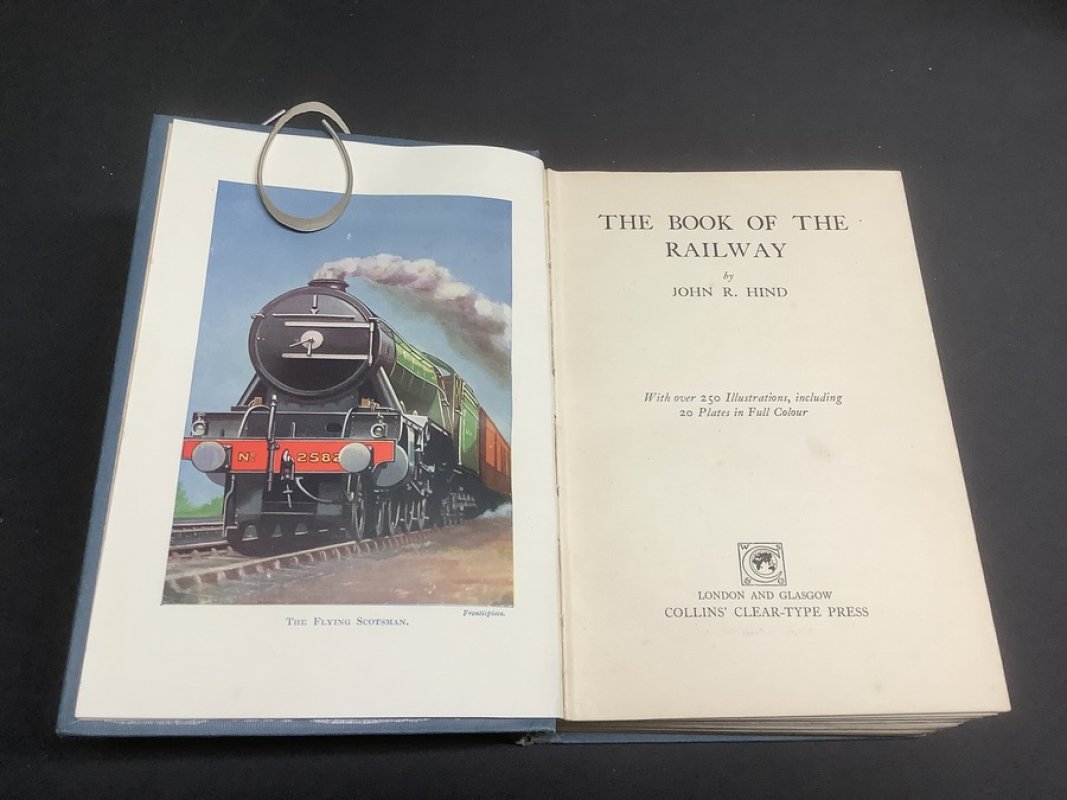 Nº 2582
Frontispiece.
THE FLYING SCOTSMAN.
THE BOOK OF THE
RAILWAY
by
JOHN R. HIND
With over 250 Illustrations, including
20 Plates in Full Colour
W S
C
LONDON AND GLASGOW
COLLINS' CLEAR-TYPE PRESS